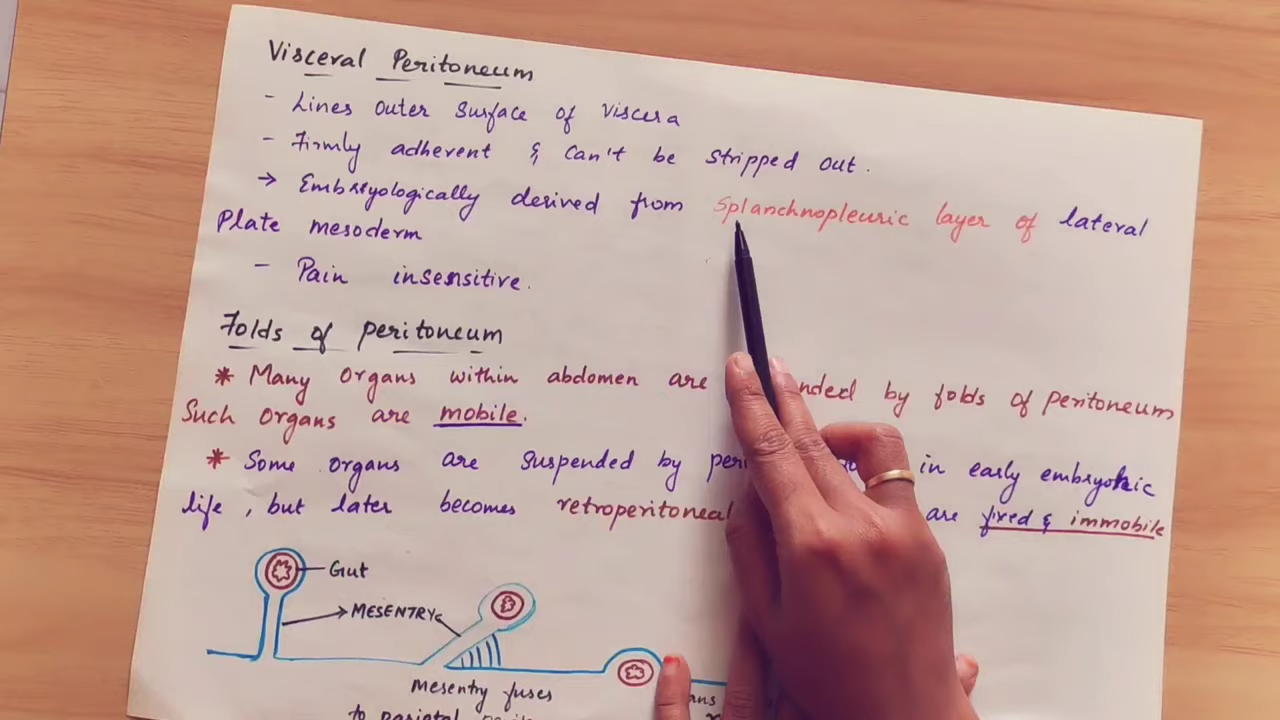 Visceral Peritoneum
- Lines outer surface of viscera
- Firmly adherent & can't be stripped out.
→ Embryologically derived from Splanchnopleuric layer of lateral
Plate mesoderm
- Pain insensitive.
Folds of peritoneum
* Many organs within abdomen are nded by folds of peritoneum
Such organs are mobile.
* Some organs are suspended by peri in early embryonic
life, but later becomes retroperitoneal are fixed & immobile
Gut
MESENTRY
Mesentry fuses